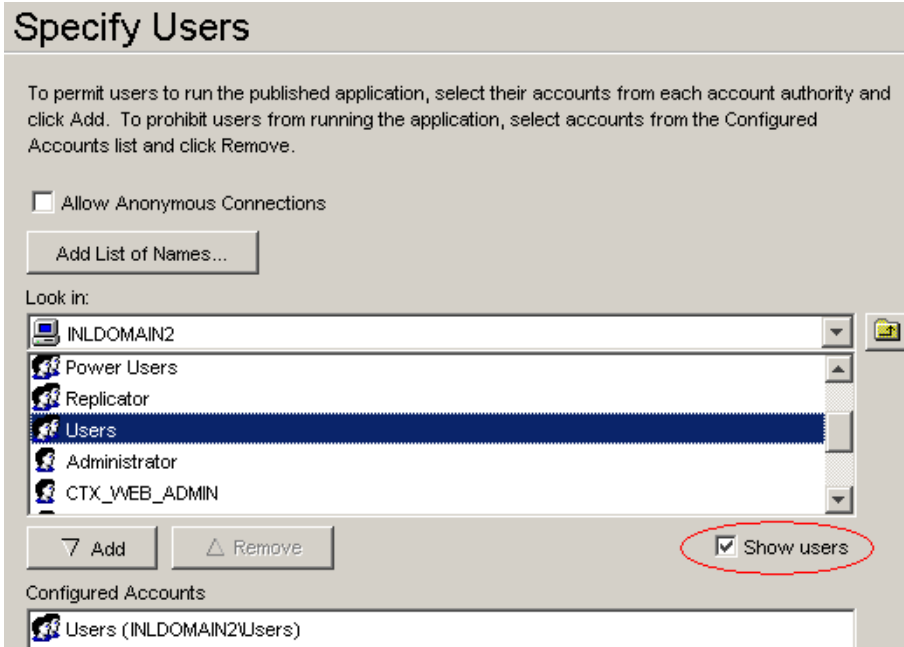 Specify Users
To permit users to run the published application, select their accounts from each account authority and
click Add. To prohibit users from running the application, select accounts from the Configured
Accounts list and click Remove.
Allow Anonymous Connections
Add List of Names...
Look in:
INLDOMAIN2
Power Users
Replicator
Users
Administrator
CTX_WEB_ADMIN
Add
Remove
Show users
Configured Accounts
Users (INLDOMAIN2\Users)